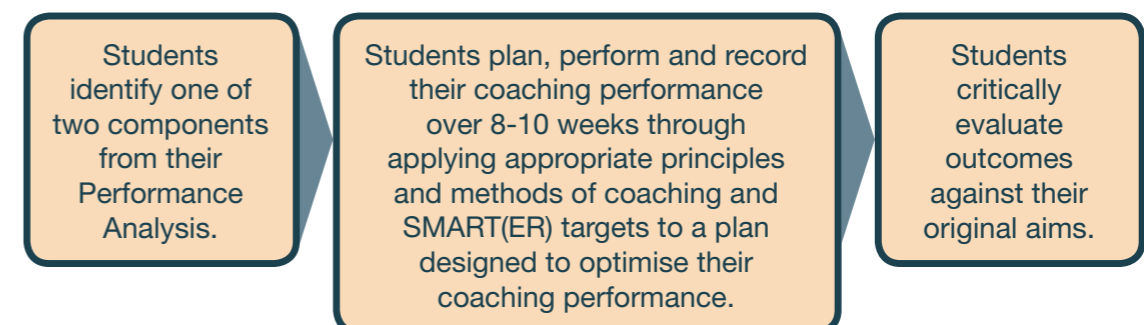 Students
identify one of
two components
from their
Performance
Analysis.
Students plan, perform and record
their coaching performance
over 8-10 weeks through
applying appropriate principles
and methods of coaching and
SMART(ER) targets to a plan
designed to optimise their
coaching performance.
Students
critically
evaluate
outcomes
against their
original aims.